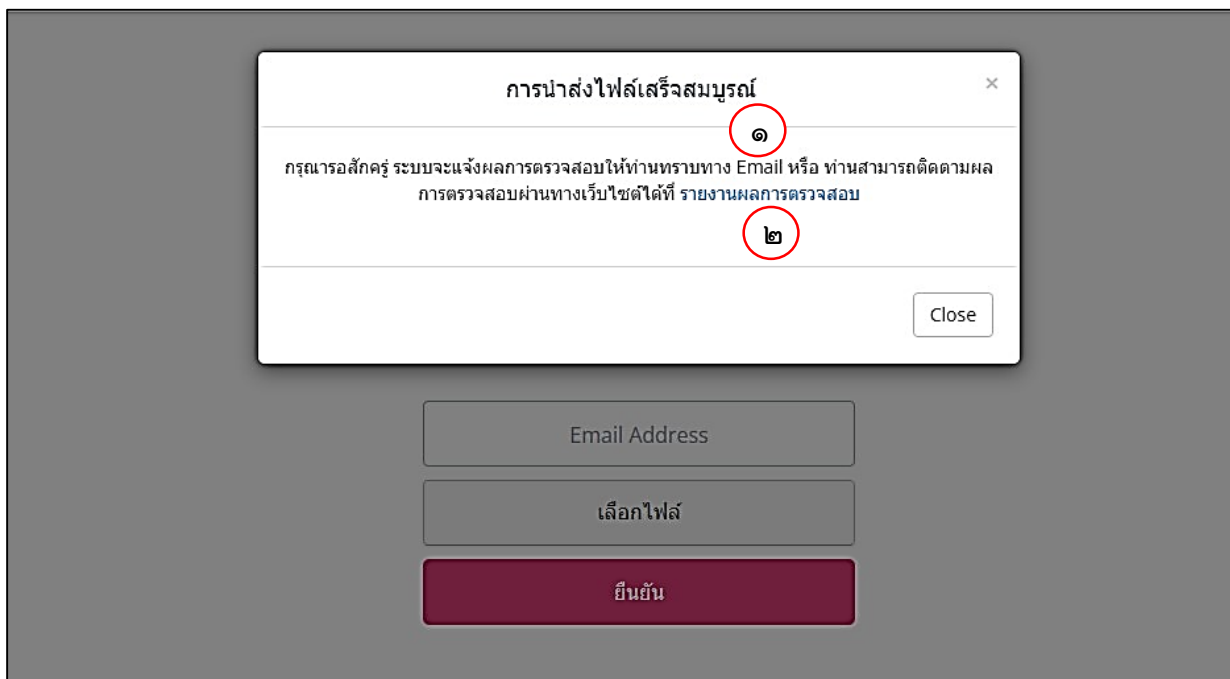 การนำส่งไฟล์เสร็จสมบูรณ์ ×
๑
กรุณารอสักครู่ ระบบจะแจ้งผลการตรวจสอบให้ท่านทราบทาง Email หรือ ท่านสามารถติดตามผล
การตรวจสอบผ่านทางเว็บไซต์ได้ที่ รายงานผลการตรวจสอบ
๒
Close
Email Address
เลือกไฟล์
ยืนยัน